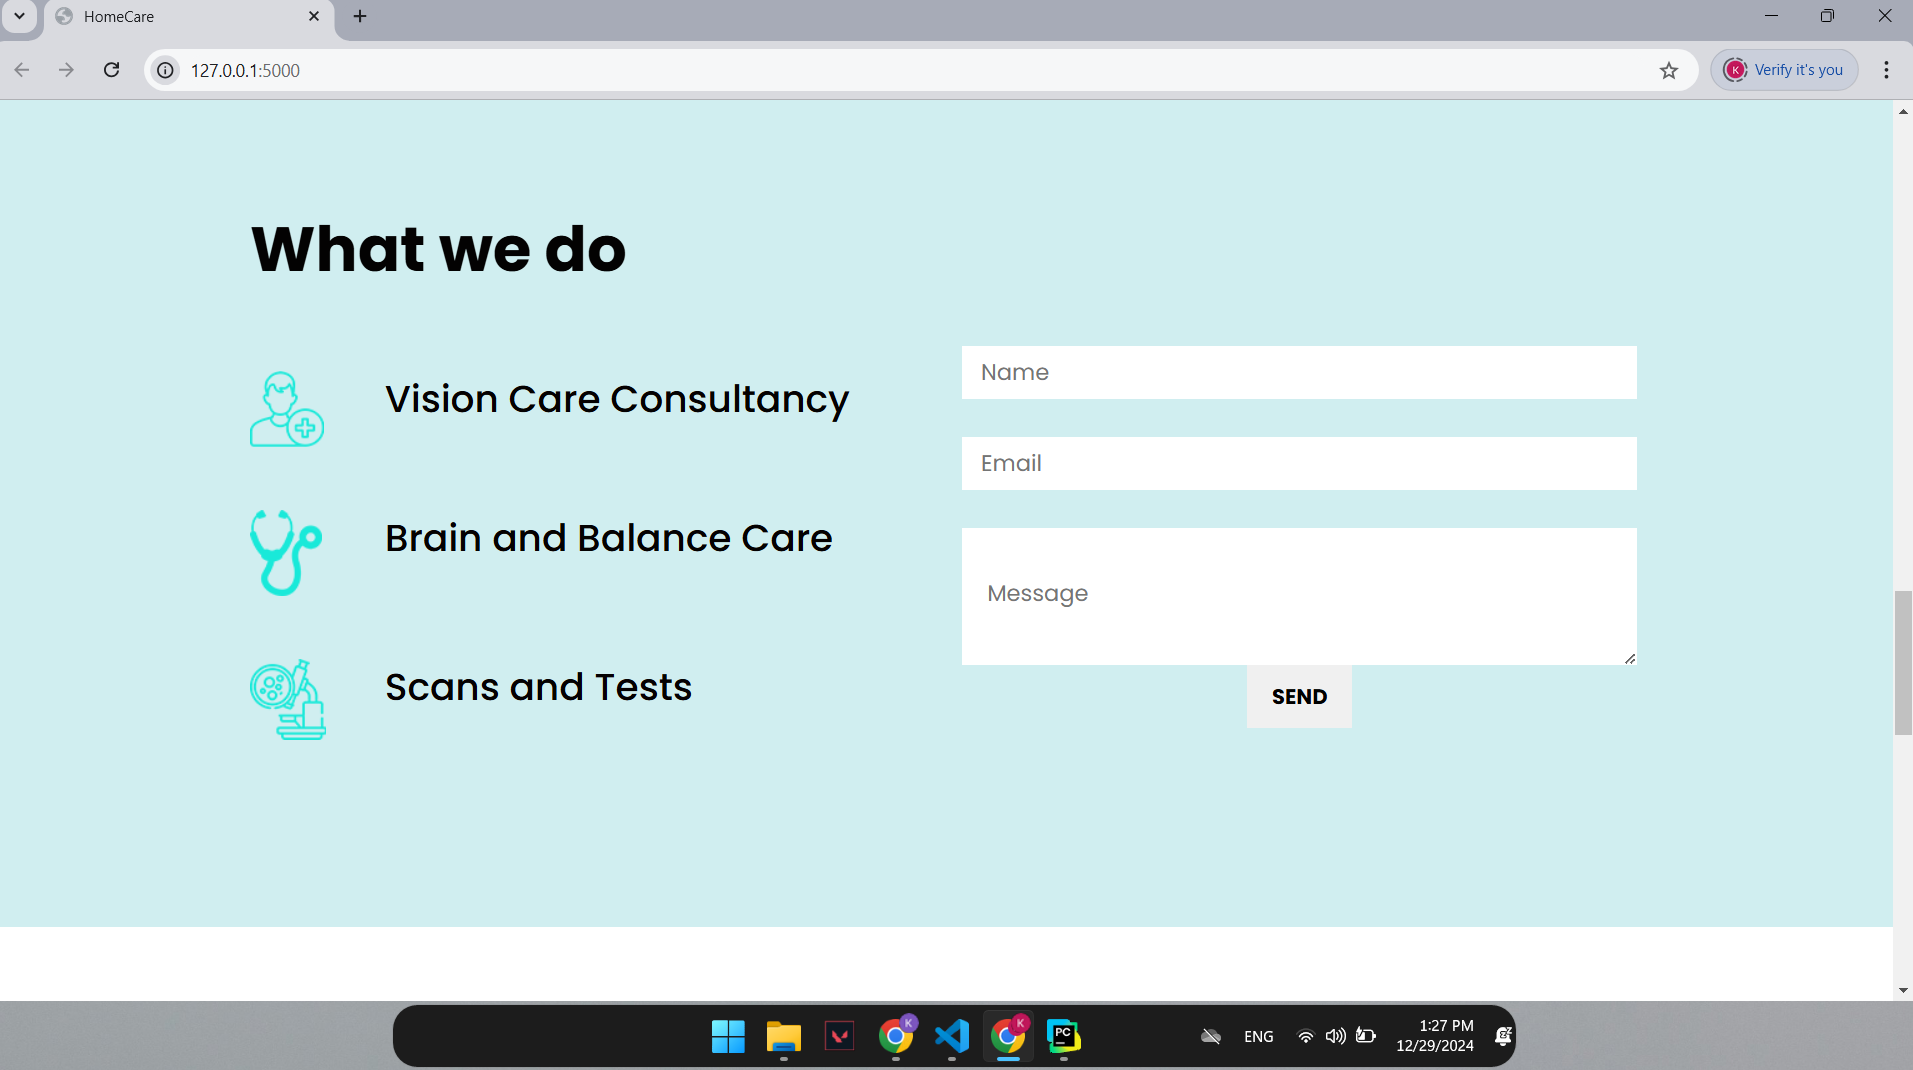 HomeCare
127.0.0.1:5000
K
Verify it's you
What we do
Vision Care Consultancy
Brain and Balance Care
Scans and Tests
Name
Email
Message
SEND
K
K
PC
ENG
1:27 PM
12/29/2024